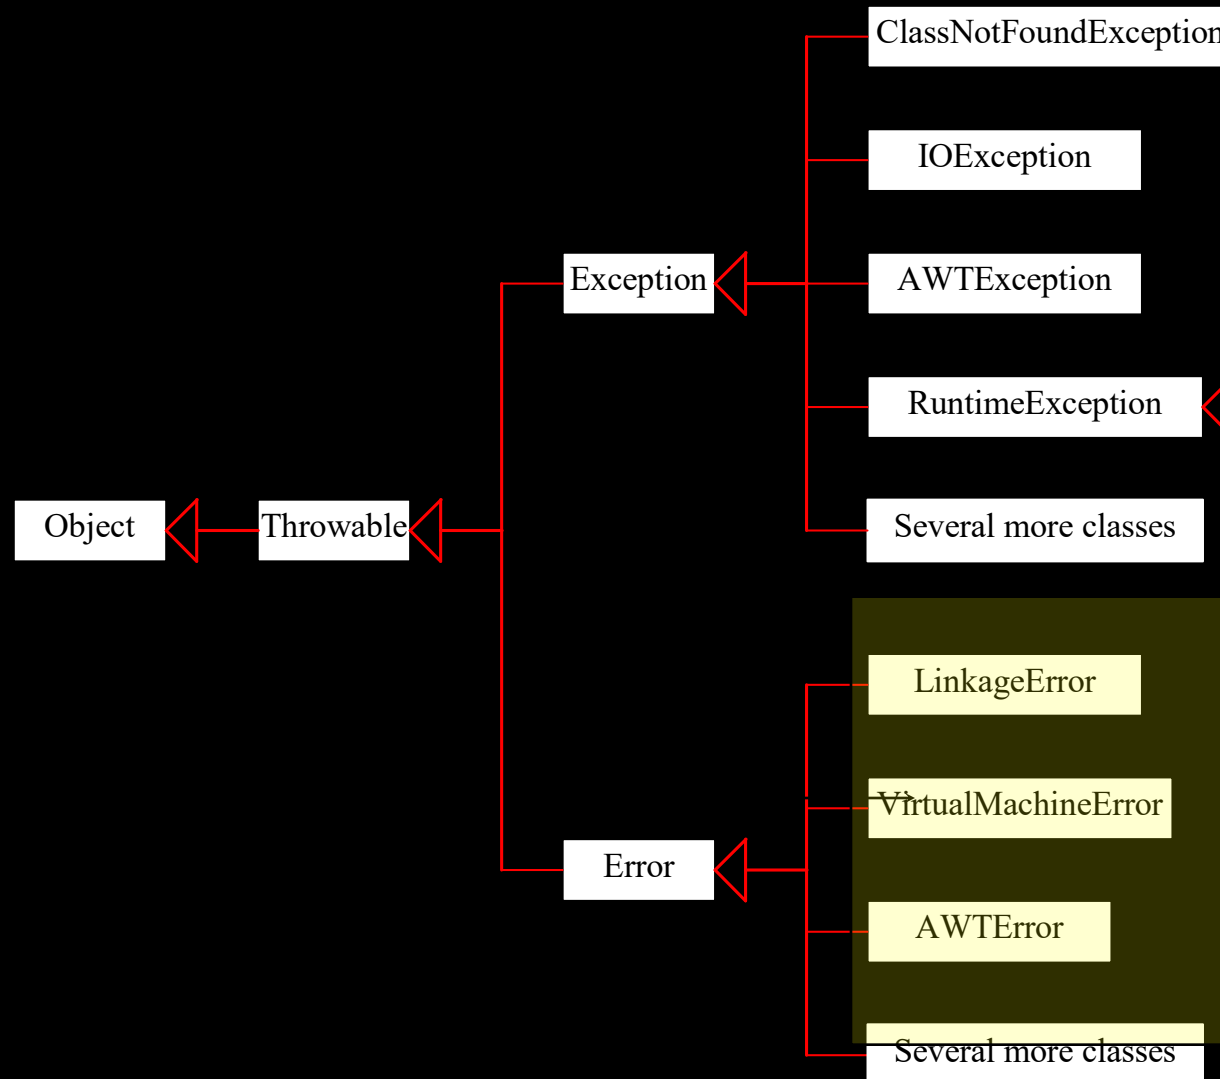 ClassNotFoundException
IOException
Exception
AWTException
RuntimeException
Object
Throwable
Several more classes
LinkageError
VirtualMachineError
Error
AWTError
Several more classes